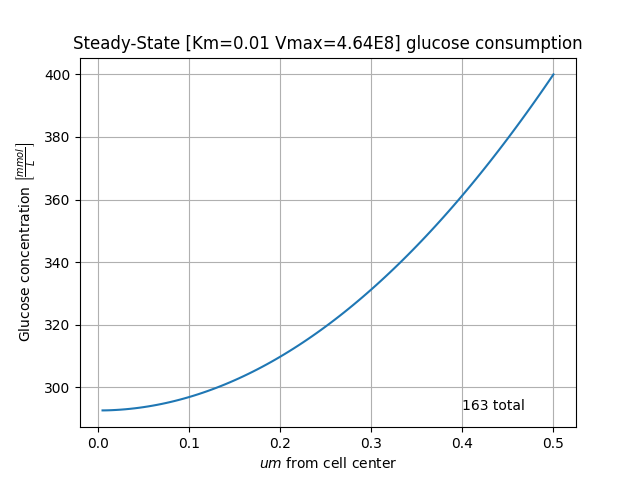 Steady-State [Km=0.01 Vmax=4.64E8] glucose consumption
Glucose concentration [mmol/L]
400
380
360
340
320
300
163 total
0.0 0.1 0.2 0.3 0.4 0.5
um from cell center